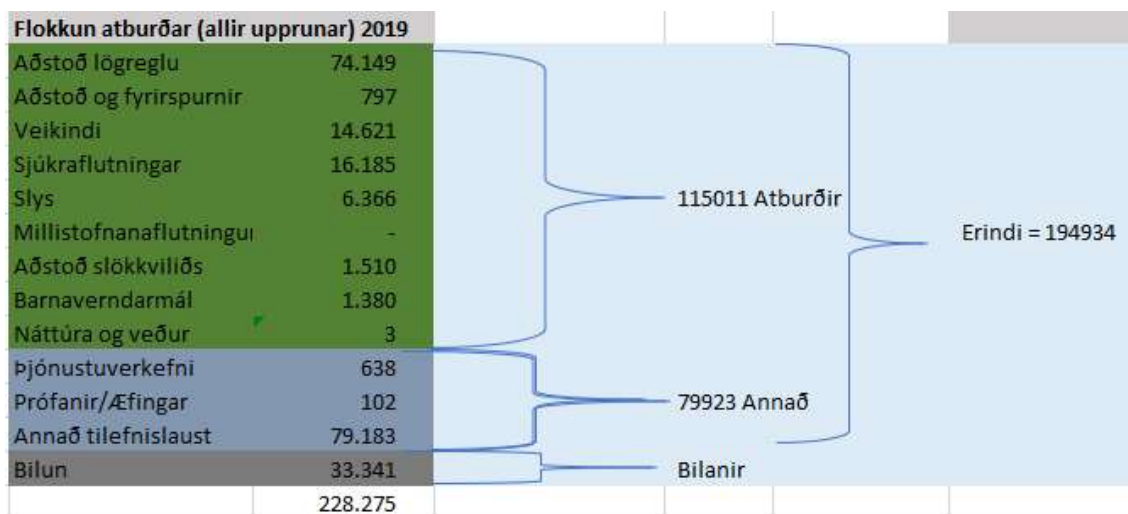 Flokkun atburðar (allir upprunar) 2019
Aðstoð lögreglu 74.149
Aðstoð og fyrirspurnir 797
Veikindi 14.621
Sjúkraflutningar 16.185
Slys 6.366
115011 Atburðir
Millistofnanaflutningu -
Erindi = 194934
Aðstoð slökkviliðs 1.510
Barnaverndarmál 1.380
Náttúra og veður 3
Þjónustuverkefni 638
Prófanir/Æfingar 102
79923 Annað
Annað tilefnislaust 79.183
Bilun 33.341
Bilanir
228.275